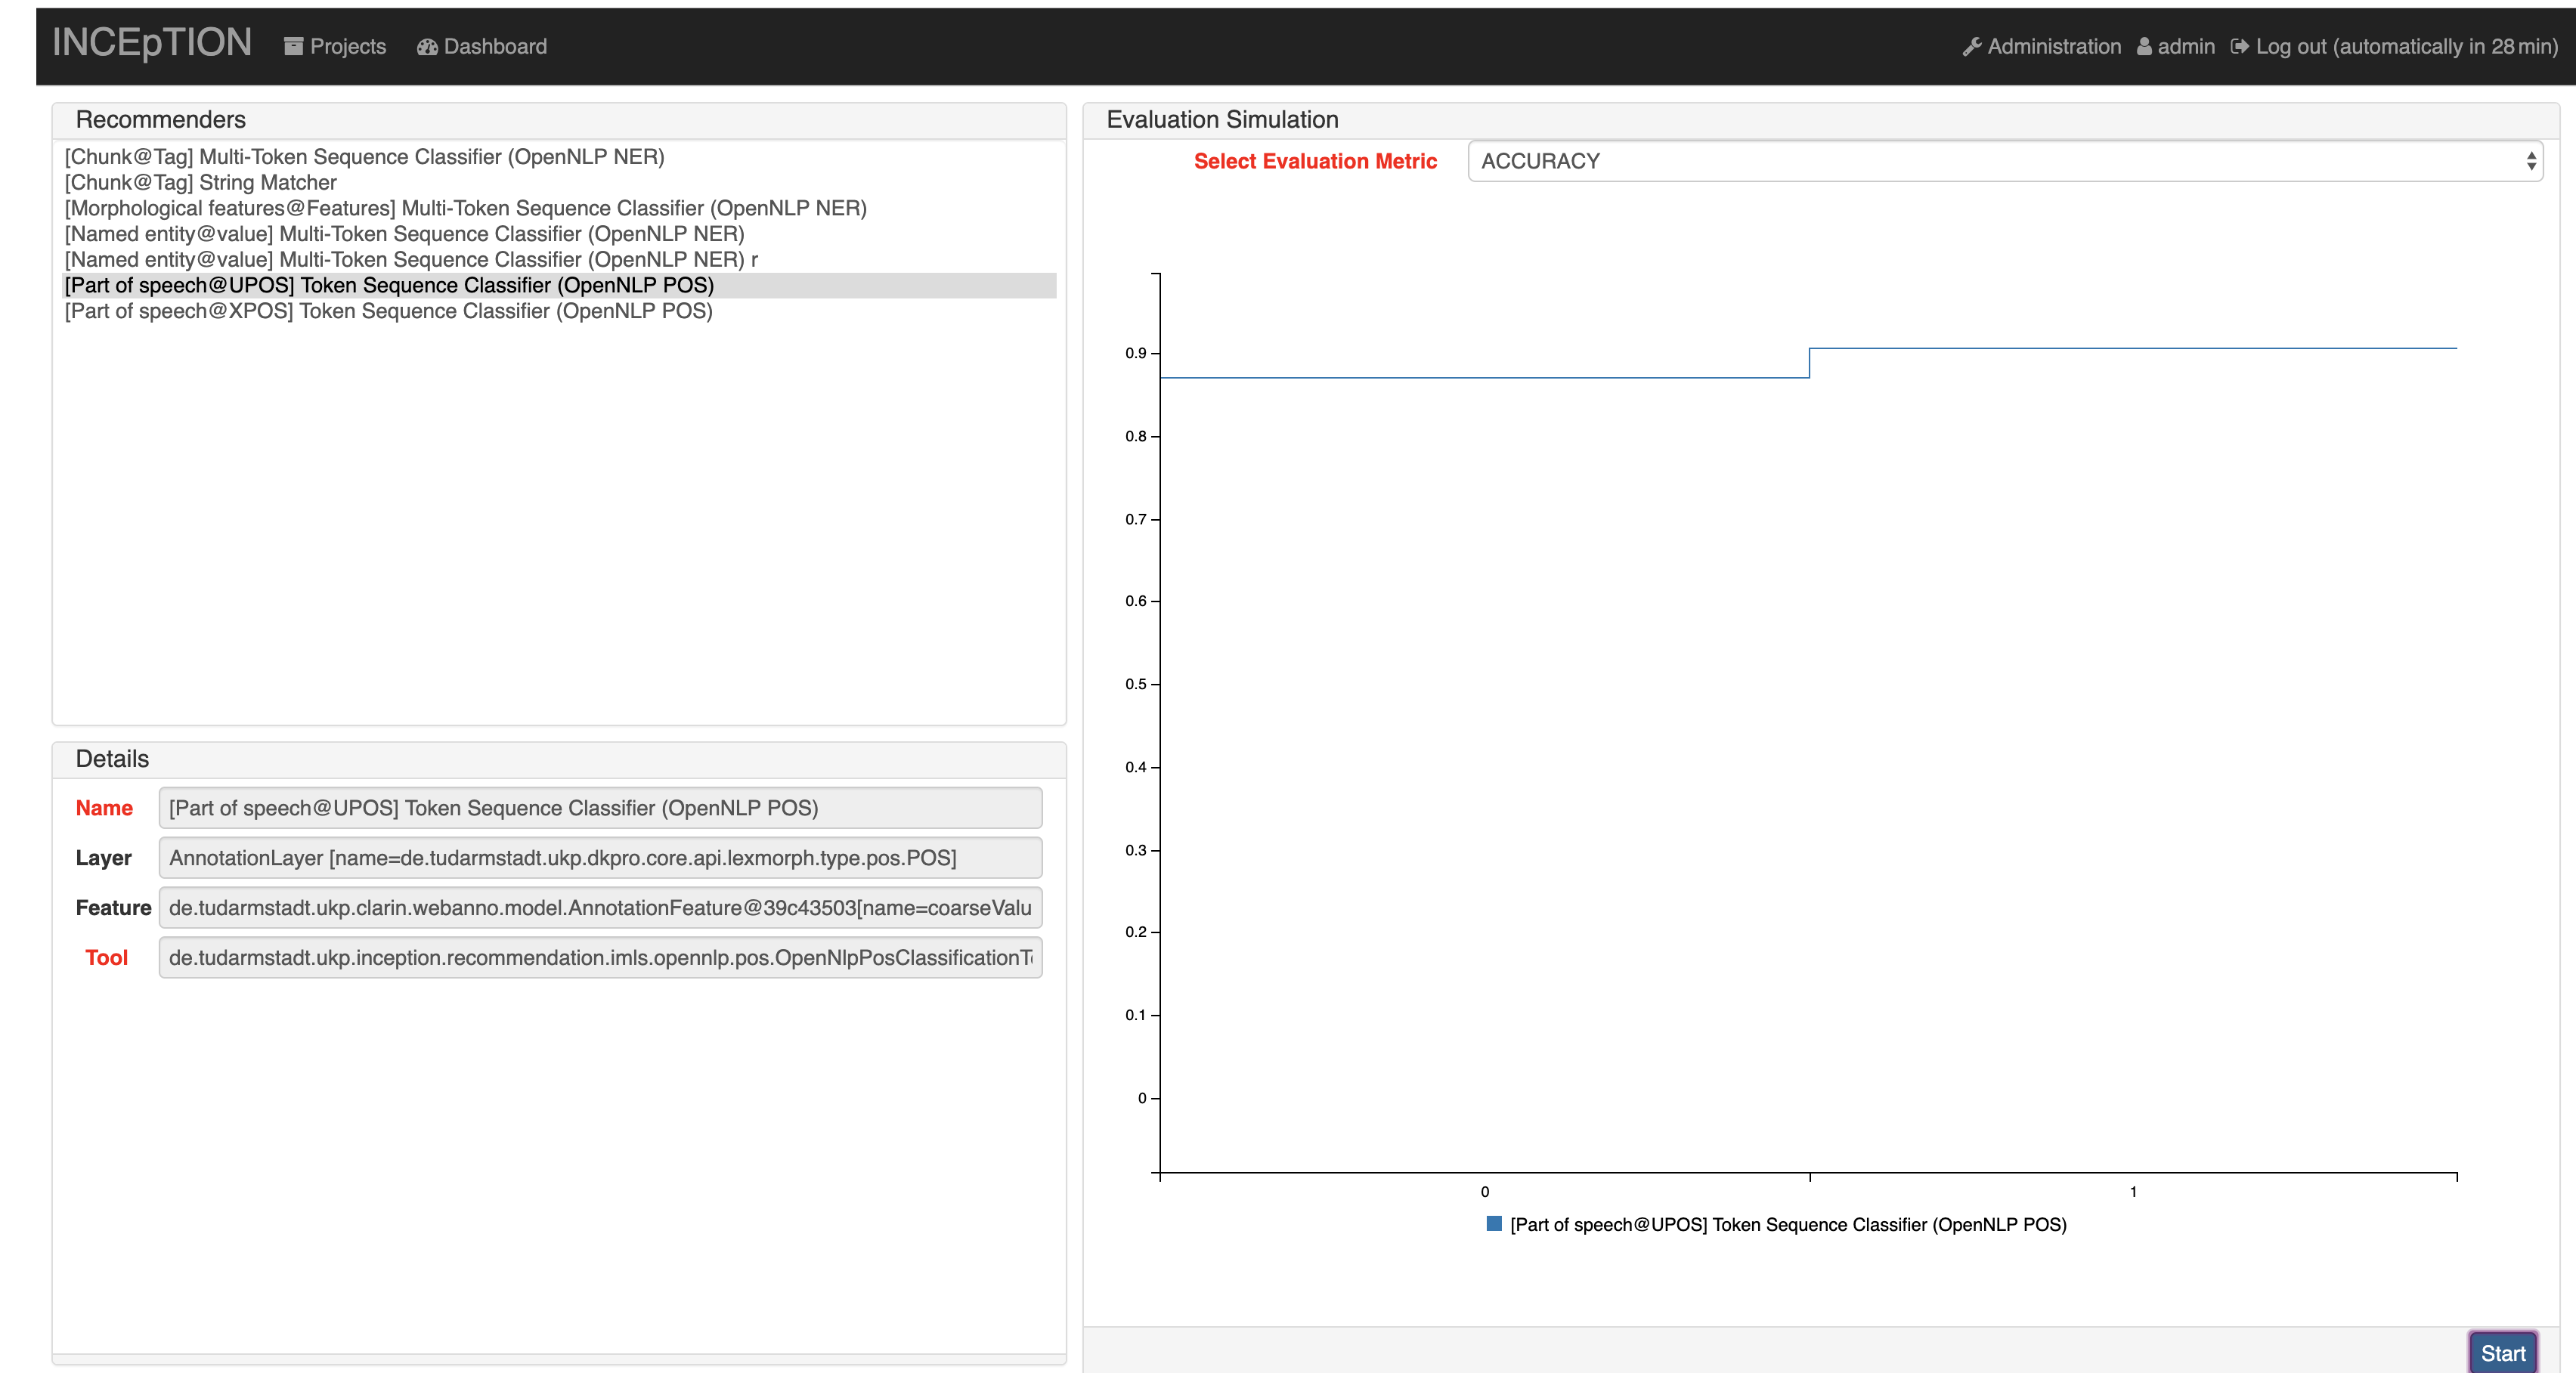 INCEpTION Projects Dashboard Administration admin Log out (automatically in 28 min)
Recommenders
[Chunk@Tag] Multi-Token Sequence Classifier (OpenNLP NER)
[Chunk@Tag] String Matcher
[Morphological features@Features] Multi-Token Sequence Classifier (OpenNLP NER)
[Named entity@value] Multi-Token Sequence Classifier (OpenNLP NER)
[Named entity@value] Multi-Token Sequence Classifier (OpenNLP NER) r
[Part of speech@UPOS] Token Sequence Classifier (OpenNLP POS)
[Part of speech@XPOS] Token Sequence Classifier (OpenNLP POS)
Details
Name [Part of speech@UPOS] Token Sequence Classifier (OpenNLP POS)
Layer AnnotationLayer [name=de.tudarmstadt.ukp.dkpro.core.api.lexmorph.type.pos.POS]
Feature de.tudarmstadt.ukp.clarin.webanno.model.AnnotationFeature@39c43503[name=coarseValu
Tool de.tudarmstadt.ukp.inception.recommendation.imls.opennlp.pos.OpenNlpPosClassificationT
Evaluation Simulation
Select Evaluation Metric ACCURACY
0.9
0.8
0.7
0.6
0.5
0.4
0.3
0.2
0.1
0
0 1
[Part of speech@UPOS] Token Sequence Classifier (OpenNLP POS)
Start